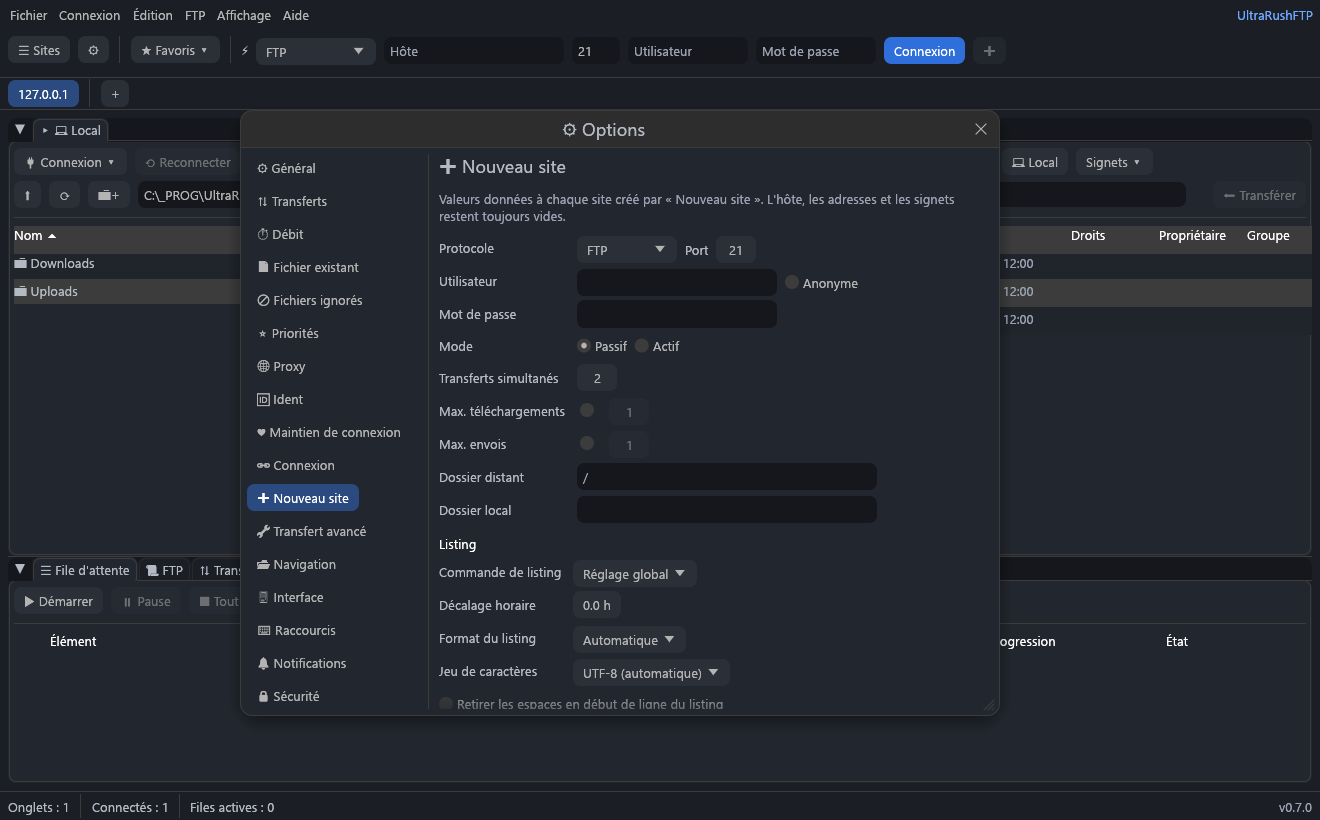 Fichier Connexion Édition FTP Affichage Aide UltraRushFTP
Sites Favoris FTP Hôte 21 Utilisateur Mot de passe Connexion +
127.0.0.1 +
Local
Options
Connexion Reconnecter Local Signets
C:\_PROG\UltraR Transférer
Nom Droits Propriétaire Groupe
Downloads 12:00
Uploads 12:00
12:00
Général
Transferts
Débit
Fichier existant
Fichiers ignorés
Priorités
Proxy
Ident
Maintien de connexion
Connexion
Nouveau site
Transfert avancé
Navigation
Interface
Raccourcis
Notifications
Sécurité
Nouveau site
Valeurs données à chaque site créé par « Nouveau site ». L'hôte, les adresses et les signets
restent toujours vides.
Protocole FTP Port 21
Utilisateur Anonyme
Mot de passe
Mode Passif Actif
Transferts simultanés 2
Max. téléchargements 1
Max. envois 1
Dossier distant /
Dossier local
Listing
Commande de listing Réglage global
Décalage horaire 0.0 h
Format du listing Automatique
Jeu de caractères UTF-8 (automatique)
Retirer les espaces en début de ligne du listing
File d'attente FTP Trans
Démarrer Pause Tout
Élément ogression État
Onglets : 1 Connectés : 1 Files actives : 0 v0.7.0